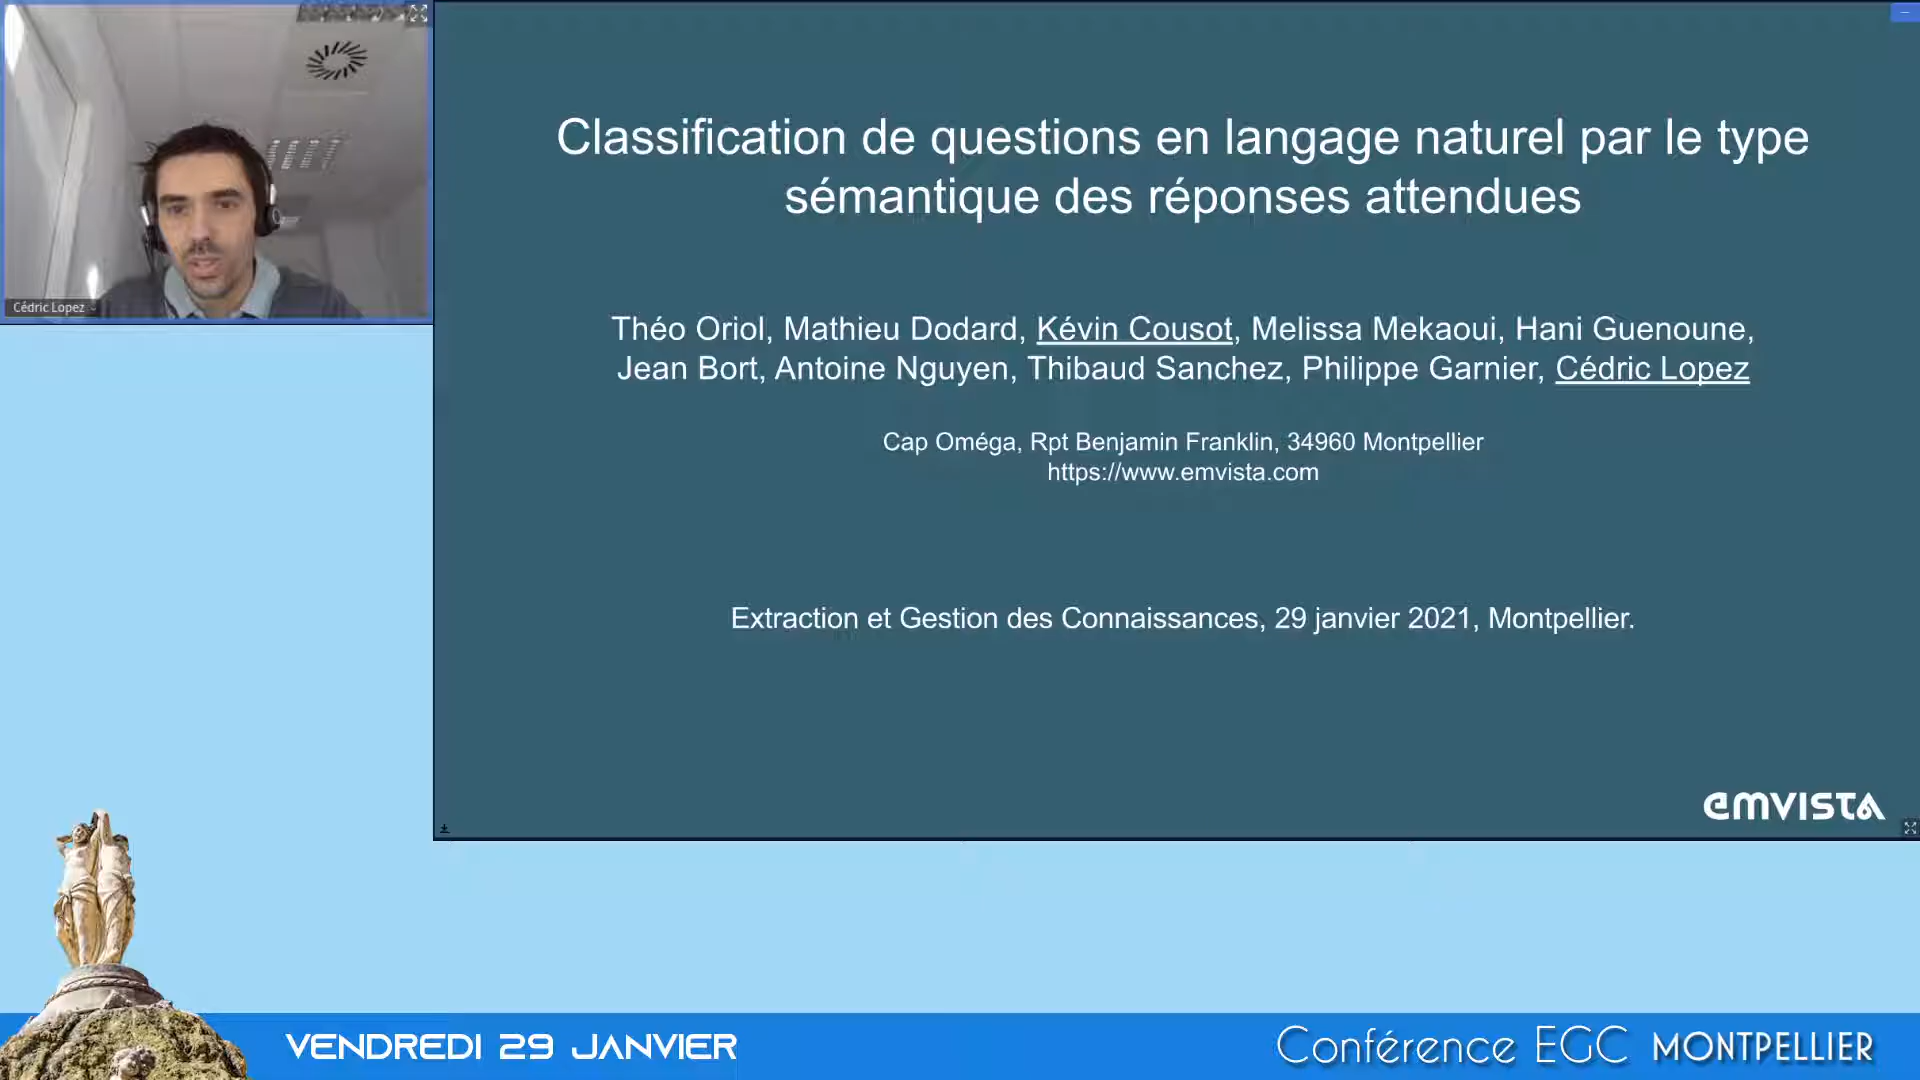 Cédric Lopez
Classification de questions en langage naturel par le type
sémantique des réponses attendues
Théo Oriol, Mathieu Dodard, Kévin Cousot, Melissa Mekaoui, Hani Guenoune,
Jean Bort, Antoine Nguyen, Thibaud Sanchez, Philippe Garnier, Cédric Lopez
Cap Oméga, Rpt Benjamin Franklin, 34960 Montpellier
https://www.emvista.com
Extraction et Gestion des Connaissances, 29 janvier 2021, Montpellier.
emvista
VENDREDI 29 JANVIER
Conférence EGC MONTPELLIER